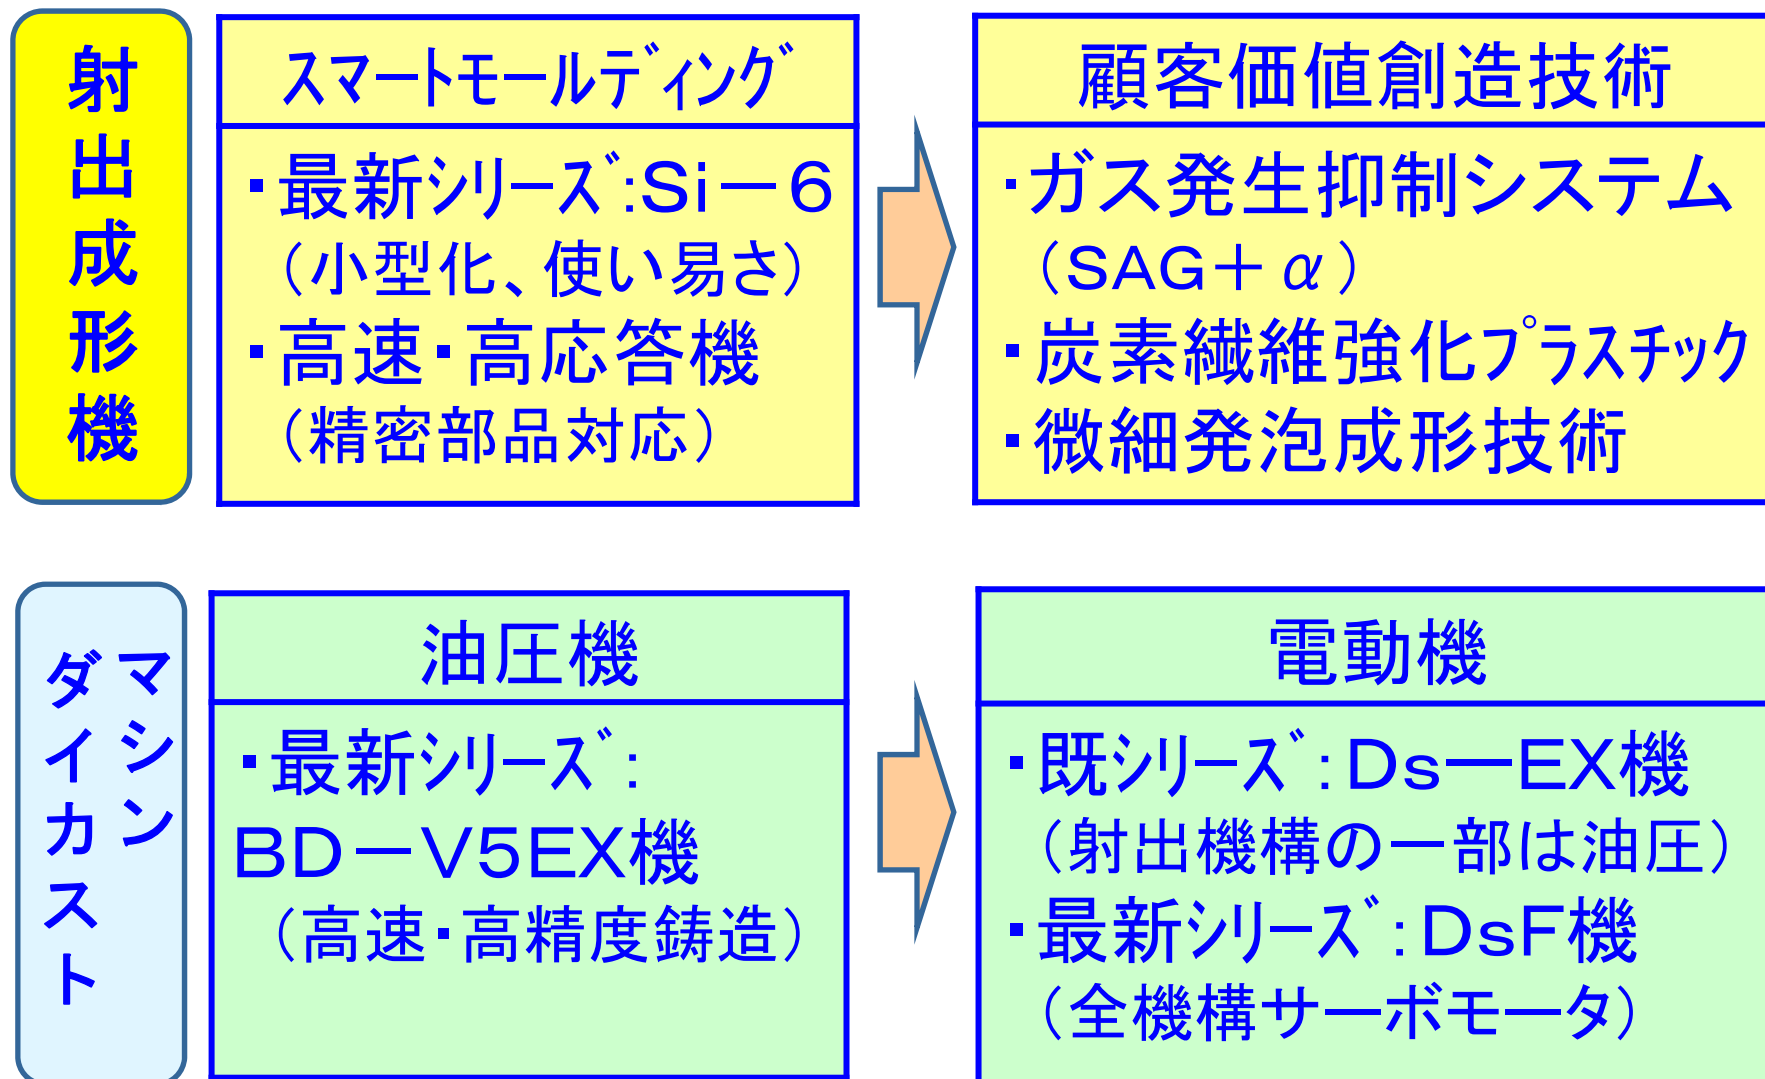 射出成形機
スマートモールディング
・最新シリーズ:Si－6
（小型化、使い易さ）
・高速・高応答機
（精密部品対応）
顧客価値創造技術
・ガス発生抑制システム
（SAG＋α）
・炭素繊維強化プラスチック
・微細発泡成形技術
ダイカスト
マシン
油圧機
・最新シリーズ:
BD－V5EX機
（高速・高精度鋳造）
電動機
・既シリーズ:Ds－EX機
（射出機構の一部は油圧）
・最新シリーズ:DsF機
（全機構サーボモータ）